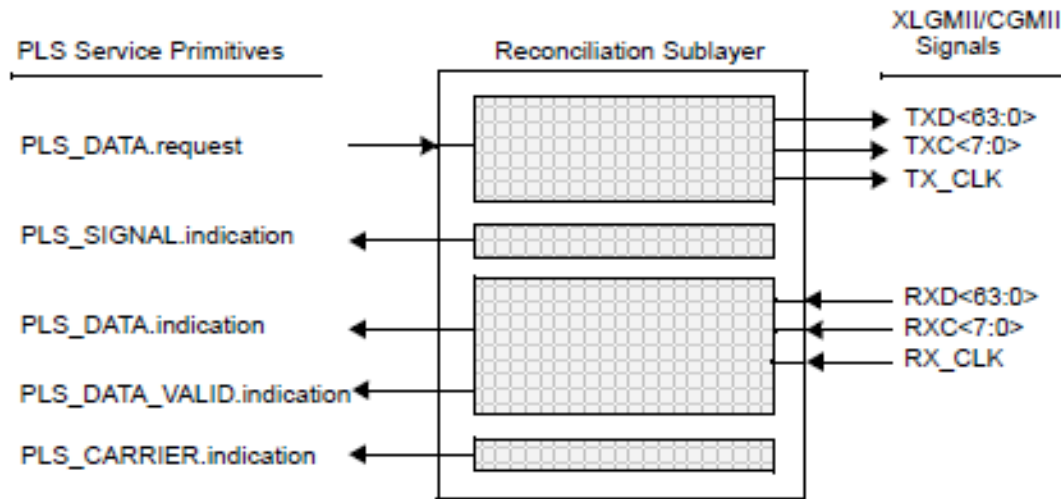 XLGMII/CGMII
PLS Service Primitives
Reconciliation Sublayer
Signals
TXD<63:0>
PLS_DATA.request
TXC<7:0>
TX_CLK
PLS_SIGNAL.indication
RXD<63:0>
PLS_DATA.indication
RXC<7:0>
RX_CLK
PLS_DATA_VALID.indication
PLS_CARRIER.indication